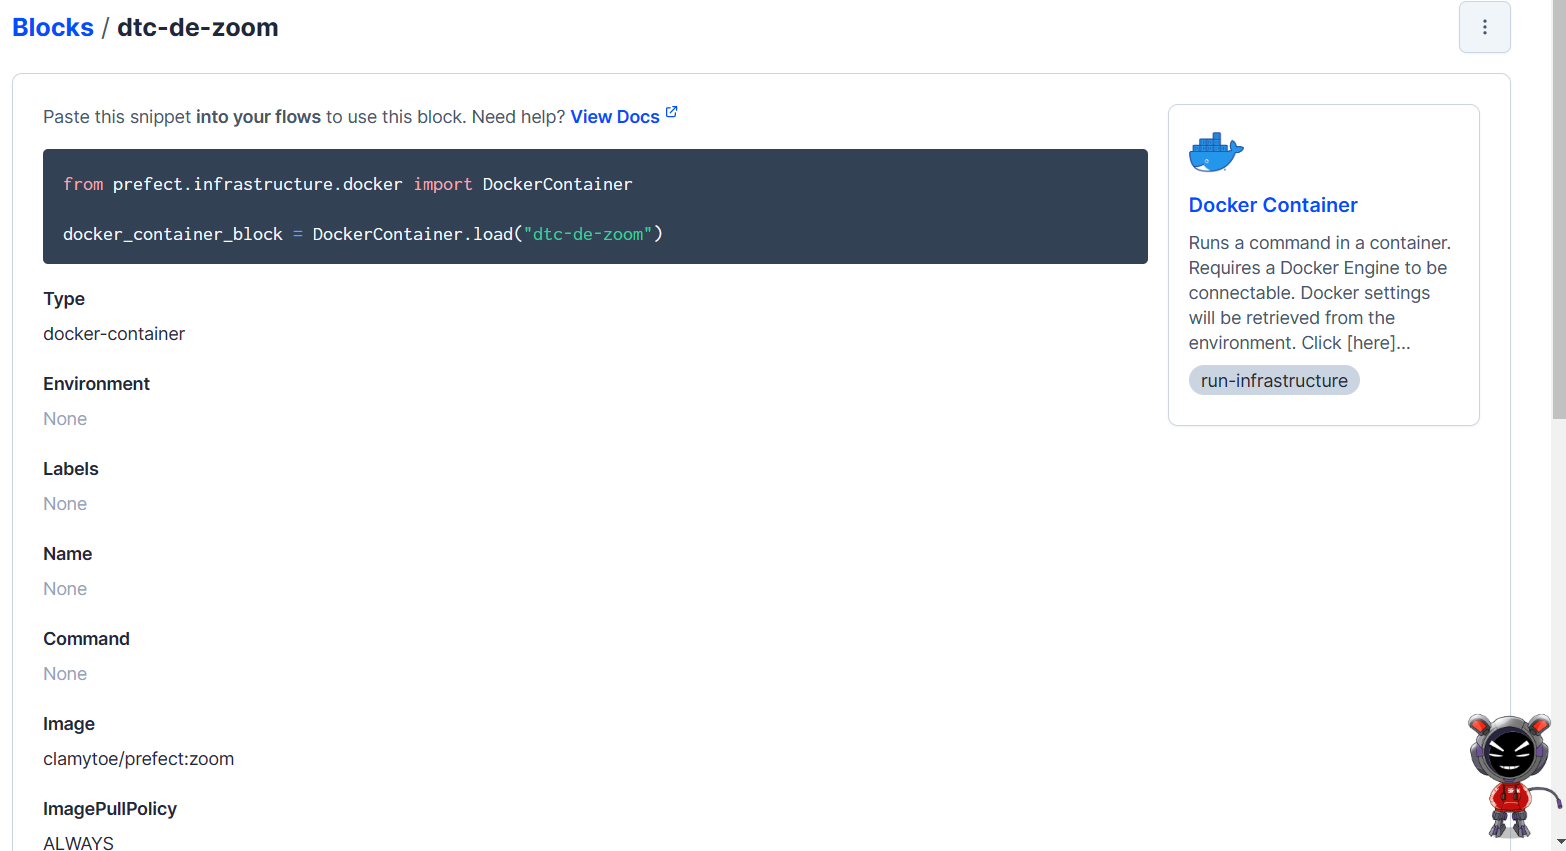 Blocks / dtc-de-zoom
Paste this snippet into your flows to use this block. Need help? View Docs
from prefect.infrastructure.docker import DockerContainer
docker_container_block = DockerContainer.load("dtc-de-zoom")
Type
docker-container
Environment
None
Labels
None
Name
None
Command
None
Image
clamytoe/prefect:zoom
ImagePullPolicy
ALWAYS
Docker Container
Runs a command in a container.
Requires a Docker Engine to be
connectable. Docker settings
will be retrieved from the
environment. Click [here]...
run-infrastructure